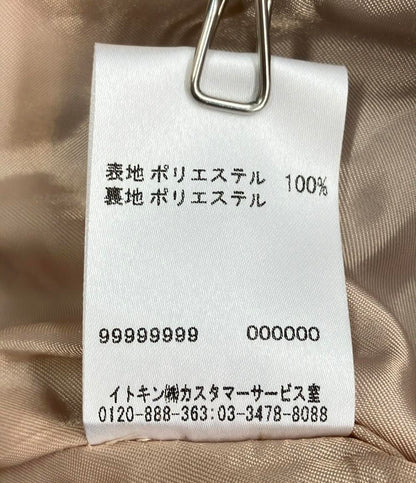 表地 ポリエステル 100%
裏地 ポリエステル
99999999 000000
イトキン㈱カスタマーサービス室
0120-888-363:03-3478-8088